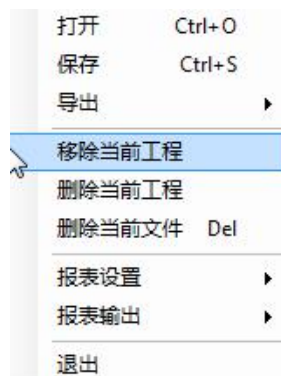 打开 Ctrl+O
保存 Ctrl+S
导出
移除当前工程
删除当前工程
删除当前文件 Del
报表设置
报表输出
退出